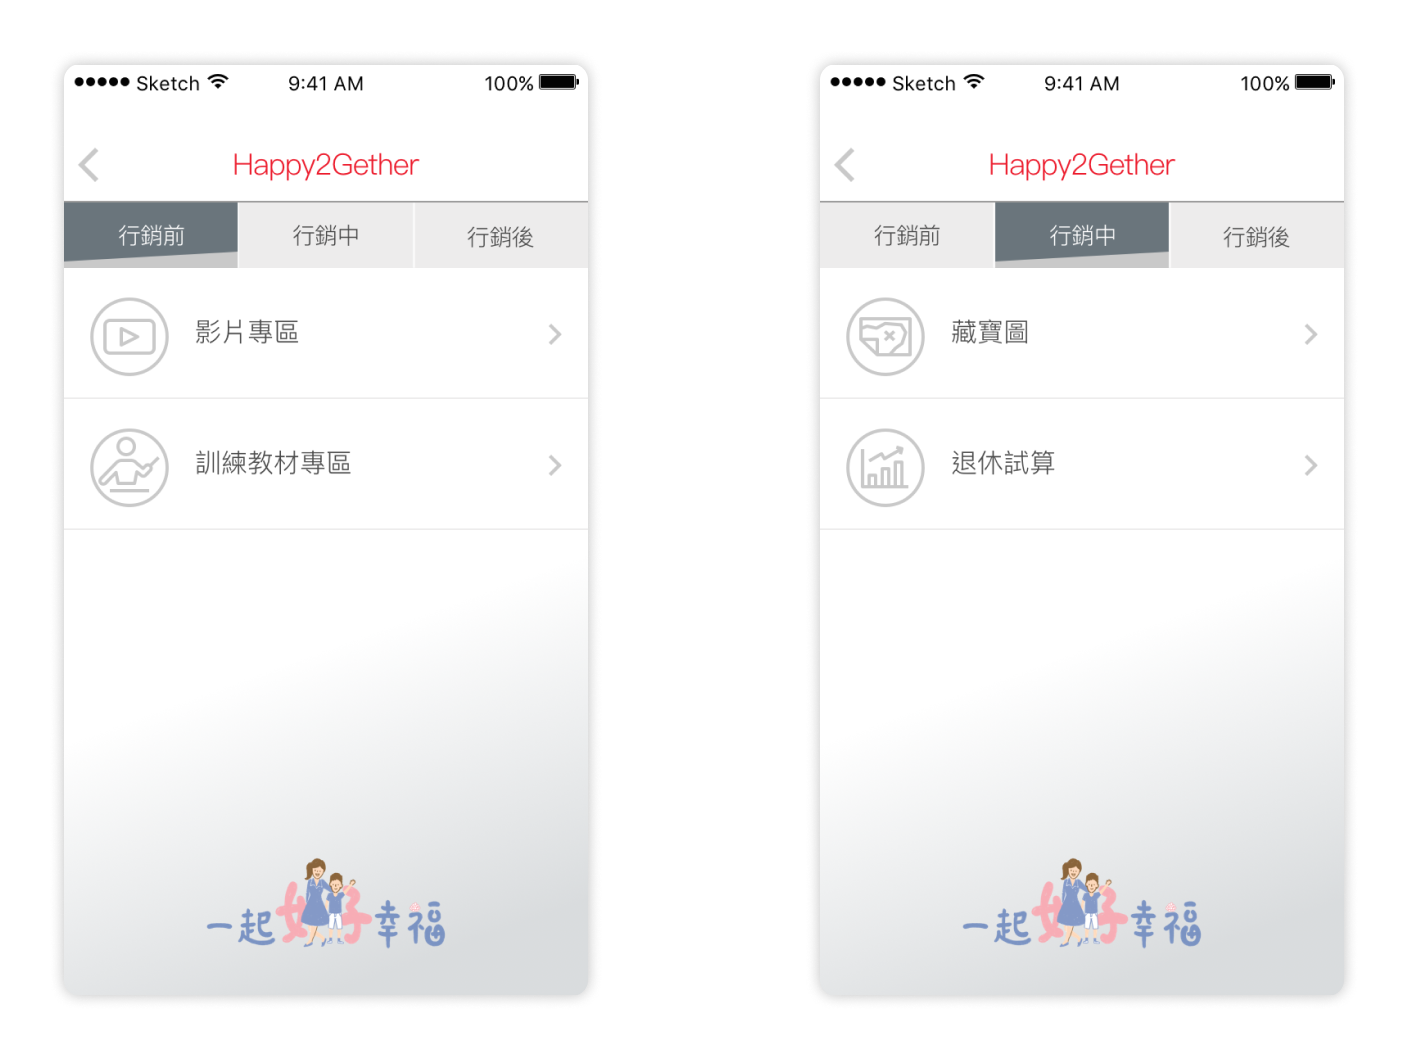 Sketch 9:41 AM 100%
Happy2Gether
行銷前 行銷中 行銷後
影片專區
訓練教材專區
一起好幸福
Sketch 9:41 AM 100%
Happy2Gether
行銷前 行銷中 行銷後
藏寶圖
退休試算
一起好幸福